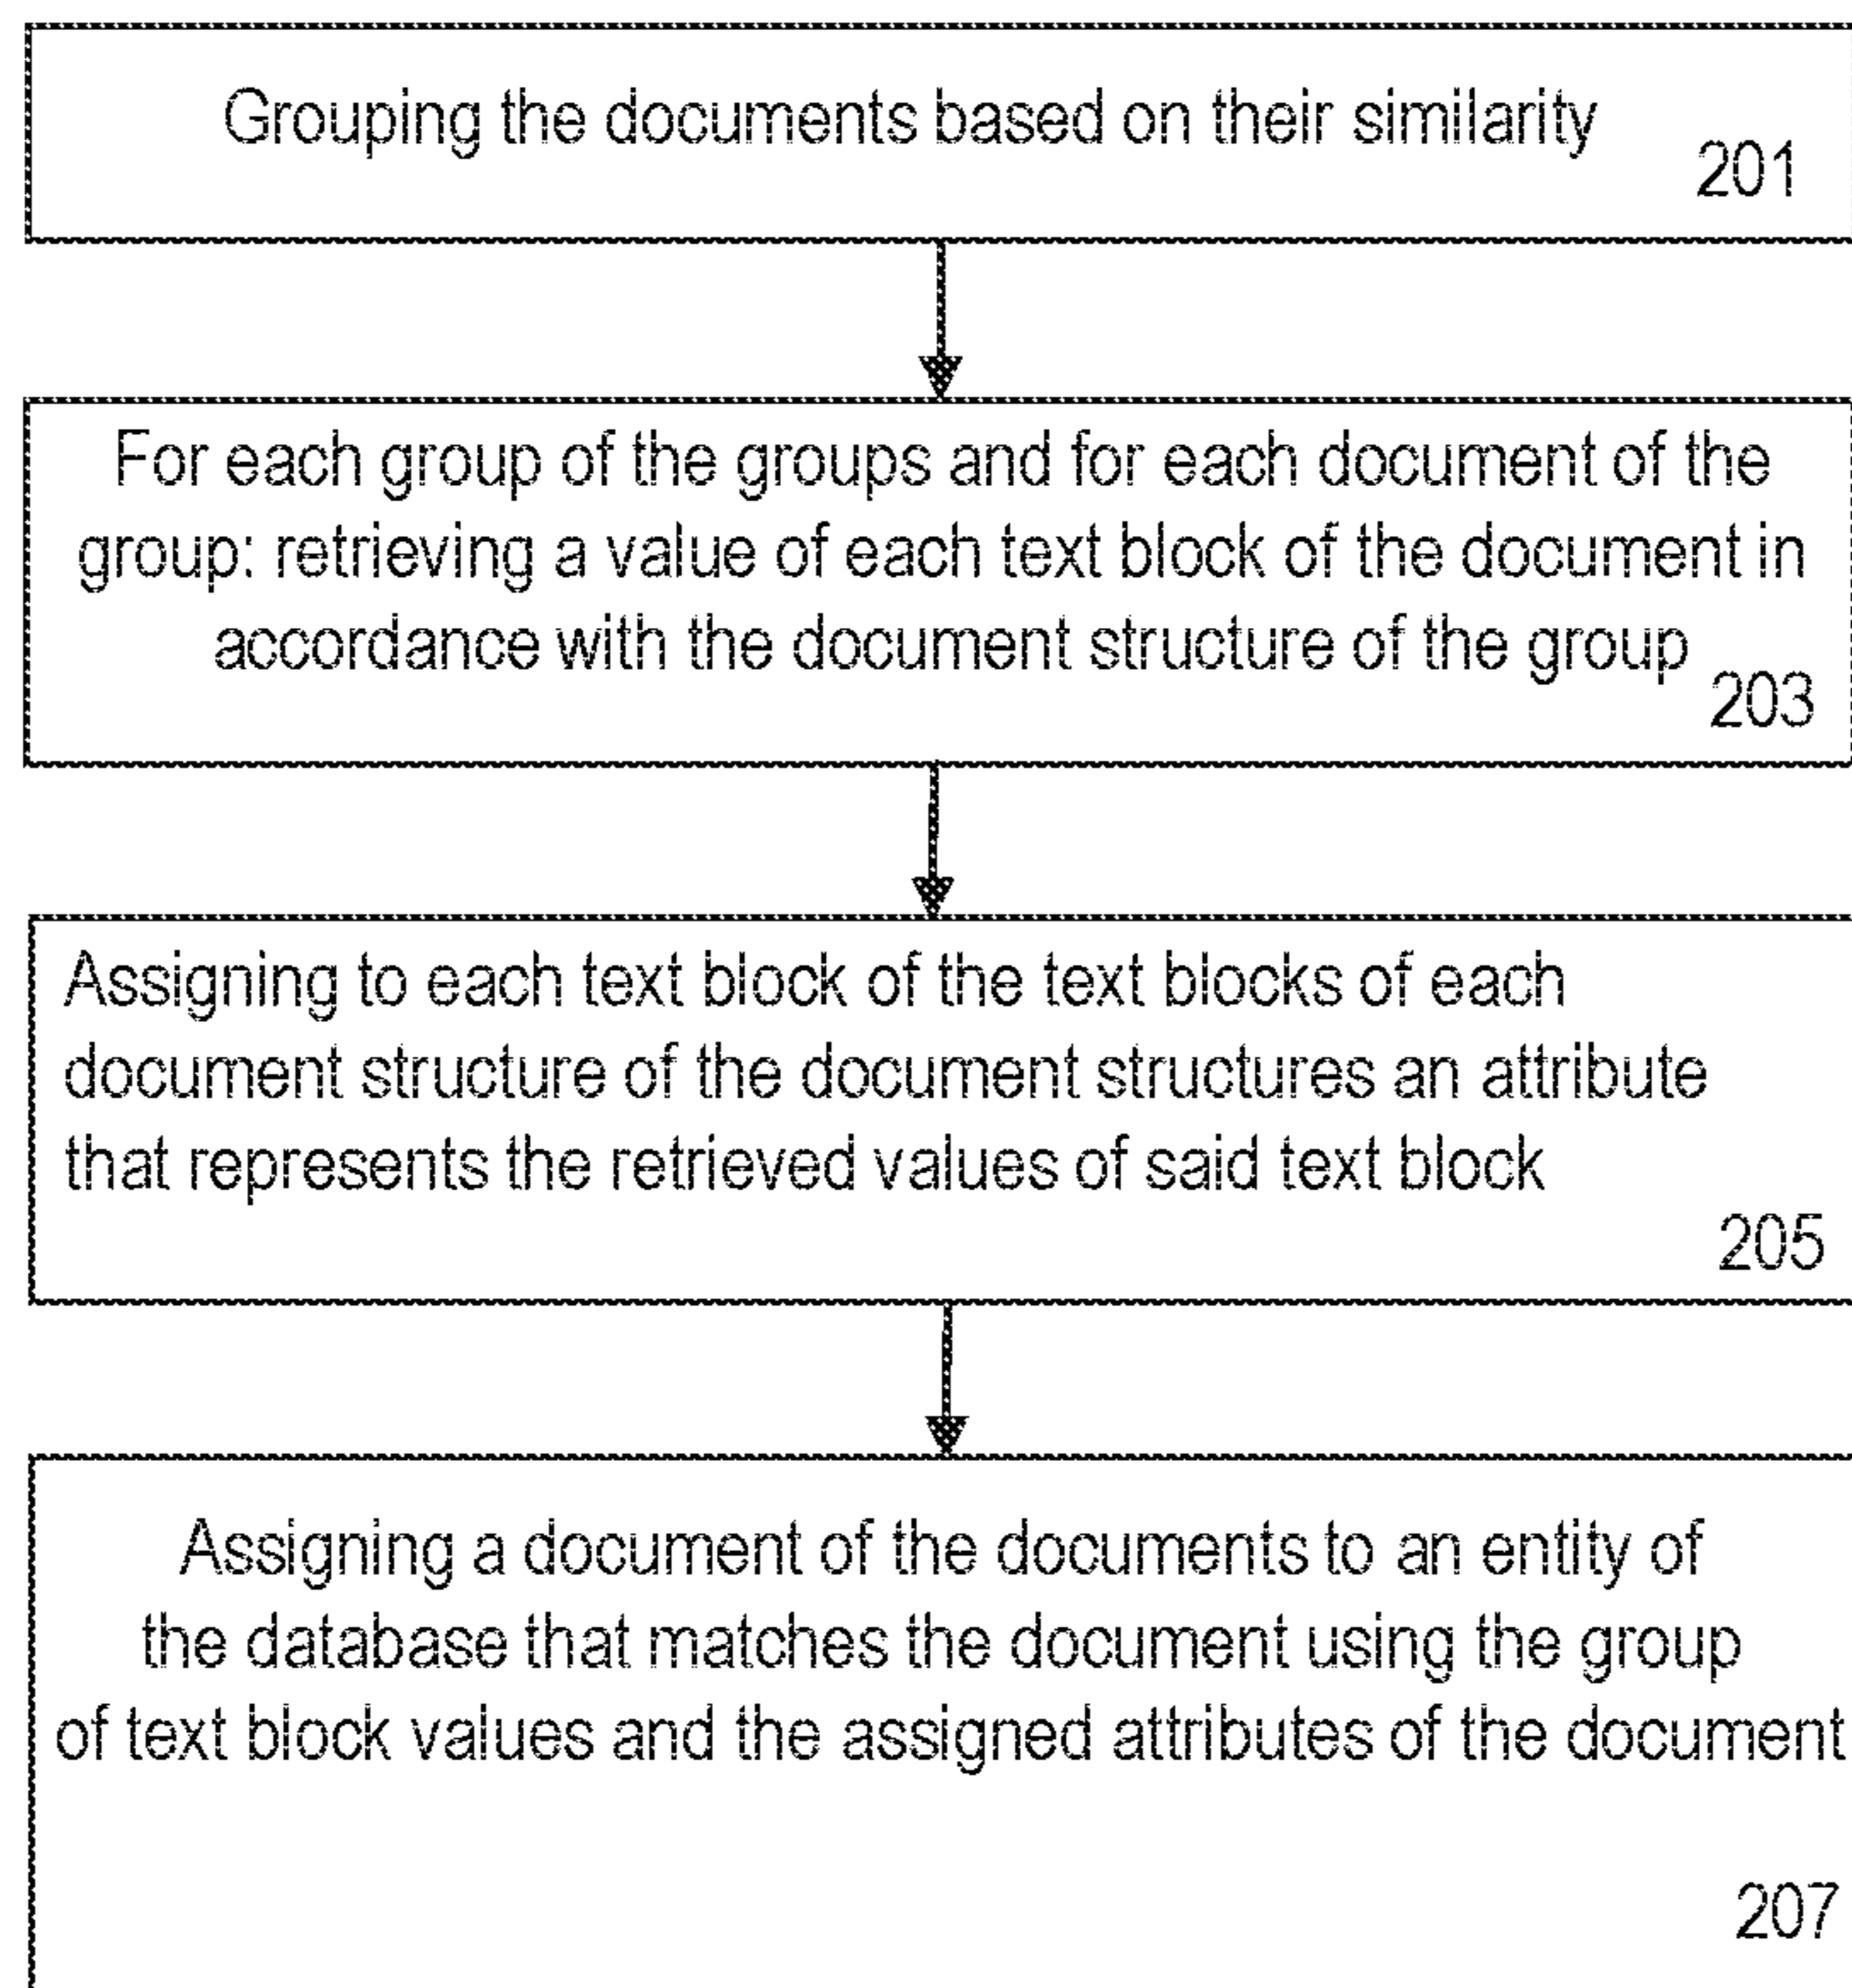 Grouping the documents based on their similarity
201
For each group of the groups and for each document of the
group: retrieving a value of each text block of the document in
accordance with the document structure of the group
203
Assigning to each text block of the text blocks of each
document structure of the document structures an attribute
that represents the retrieved values of said text block
205
Assigning a document of the documents to an entity of
the database that matches the document using the group
of text block values and the assigned attributes of the document
207